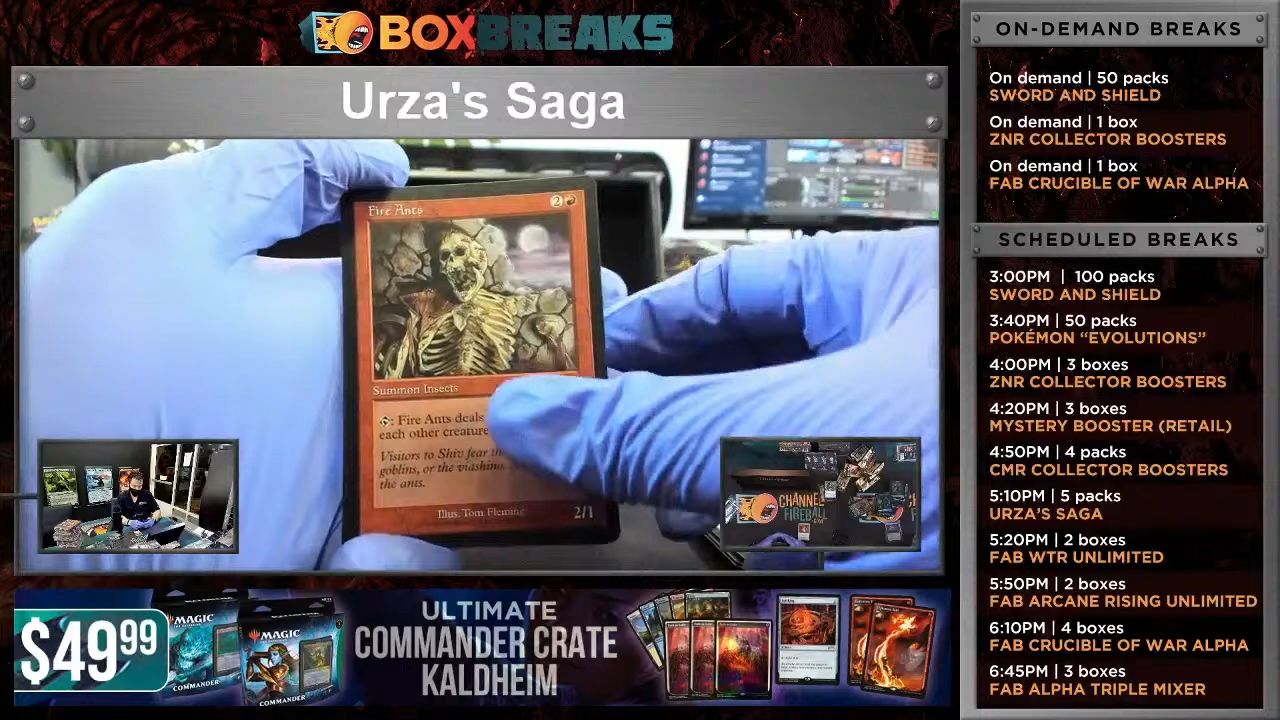 BOXBREAKS
Urza's Saga
Fire Ants
2
Summon Insects
: Fire Ants deals
each other creature
Visitors to Shiv fear th
goblins, or the viashino
the ants.
Illus. Tom Fleming
2/1
CHANNEL
FIREBALL
$49.99
MAGIC
COMMANDER
MAGIC
COMMANDER
ULTIMATE
COMMANDER CRATE
KALDHEIM
ON-DEMAND BREAKS
On demand | 50 packs
SWORD AND SHIELD
On demand | 1 box
ZNR COLLECTOR BOOSTERS
On demand | 1 box
FAB CRUCIBLE OF WAR ALPHA
SCHEDULED BREAKS
3:00PM | 100 packs
SWORD AND SHIELD
3:40PM | 50 packs
POKÉMON “EVOLUTIONS”
4:00PM | 3 boxes
ZNR COLLECTOR BOOSTERS
4:20PM | 3 boxes
MYSTERY BOOSTER (RETAIL)
4:50PM | 4 packs
CMR COLLECTOR BOOSTERS
5:10PM | 5 packs
URZA'S SAGA
5:20PM | 2 boxes
FAB WTR UNLIMITED
5:50PM | 2 boxes
FAB ARCANE RISING UNLIMITED
6:10PM | 4 boxes
FAB CRUCIBLE OF WAR ALPHA
6:45PM | 3 boxes
FAB ALPHA TRIPLE MIXER